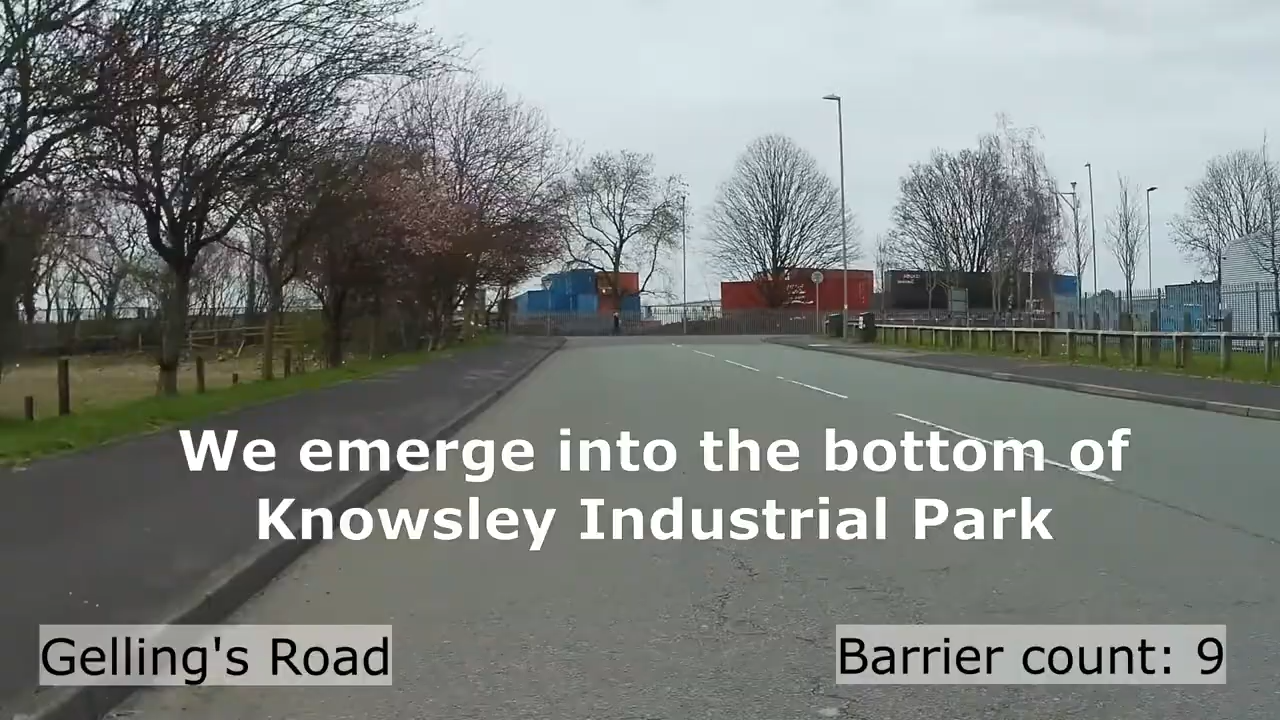 We emerge into the bottom of
Knowsley Industrial Park
Gelling's Road
Barrier count: 9